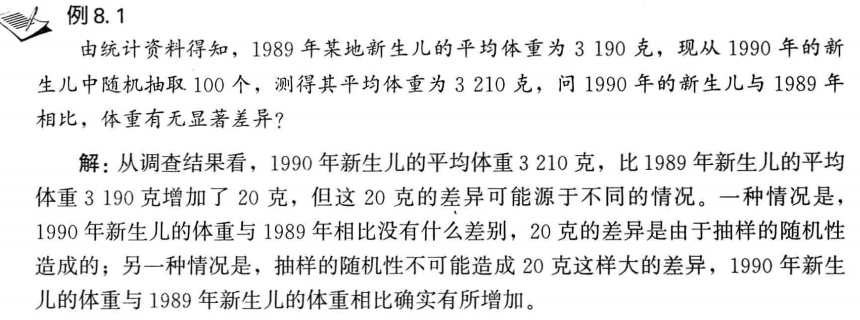 例 8.1
由统计资料得知，1989 年某地新生儿的平均体重为 3 190 克，现从 1990 年的新
生儿中随机抽取 100 个，测得其平均体重为 3 210 克，问 1990 年的新生儿与 1989 年
相比，体重有无显著差异？
解：从调查结果看，1990 年新生儿的平均体重 3 210 克，比 1989 年新生儿的平均
体重 3 190 克增加了 20 克，但这 20 克的差异可能源于不同的情况。一种情况是，
1990 年新生儿的体重与 1989 年相比没有什么差别，20 克的差异是由于抽样的随机性
造成的；另一种情况是，抽样的随机性不可能造成 20 克这样大的差异，1990 年新生
儿的体重与 1989 年新生儿的体重相比确实有所增加。